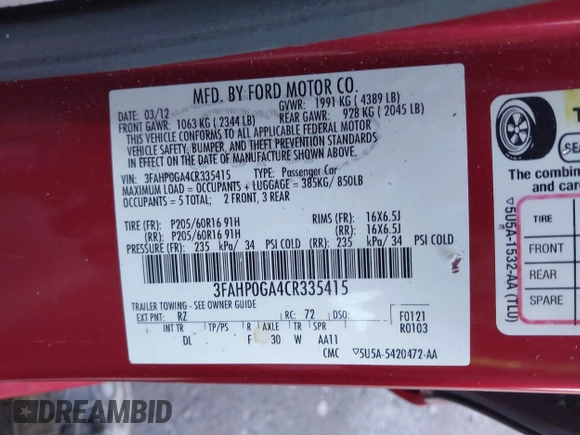 MFD. BY FORD MOTOR CO.
DATE: 03/12 GVWR: 1991 KG ( 4389 LB)
FRONT GAWR: 1063 KG ( 2344 LB) REAR GAWR: 928 KG ( 2045 LB)
THIS VEHICLE CONFORMS TO ALL APPLICABLE FEDERAL MOTOR
VEHICLE SAFETY, BUMPER, AND THEFT PREVENTION STANDARDS
IN EFFECT ON THE DATE OF MANUFACTURE SHOWN ABOVE.
VIN: 3FAHP0GA4CR335415 TYPE: Passenger Car
MAXIMUM LOAD = OCCUPANTS + LUGGAGE = 385KG/ 850LB
OCCUPANTS = 5 TOTAL; 2 FRONT, 3 REAR
TIRE (FR): P205/60R16 91H RIMS (FR): 16X6.5J
(RR): P205/60R16 91H (RR): 16X6.5J
PRESSURE (FR): 235 kPa/ 34 PSI COLD (RR): 235 kPa/ 34 PSI COLD
3FAHP0GA4CR335415
TRAILER TOWING - SEE OWNER GUIDE
EXT PNT: RZ RC: 72 DSO: F0121
R0103
INT TR TP/PS R AXLE TR SPR
DL F 30 W AA11
CMC ▽5U5A-5420472-AA
▽5U5A-1532-AA (1L0)
T
SEA
The combine
and car
TIRE
FRONT
REAR
SPARE
DREAMBID